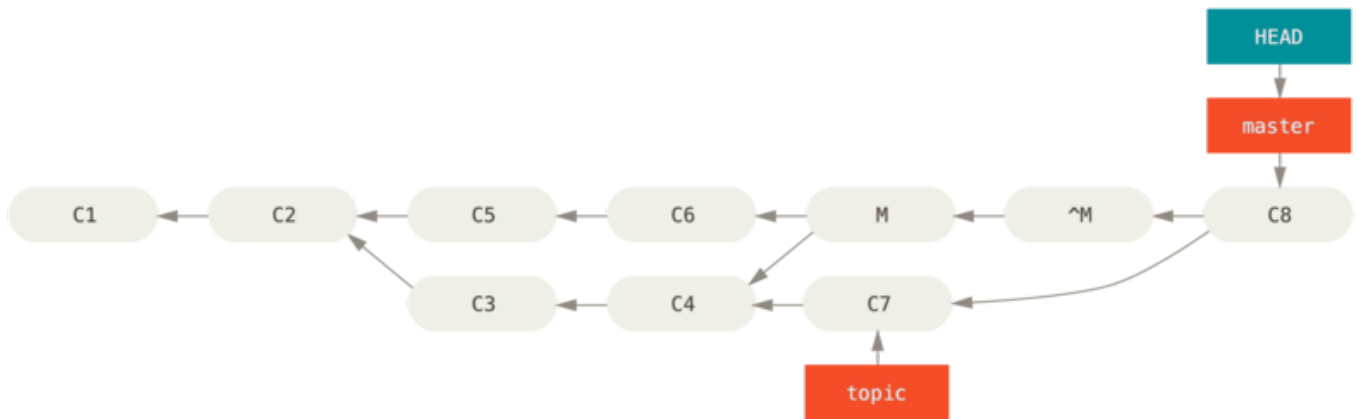 HEAD
master
C1 C2 C5 C6 M ^M C8
C3 C4 C7
topic